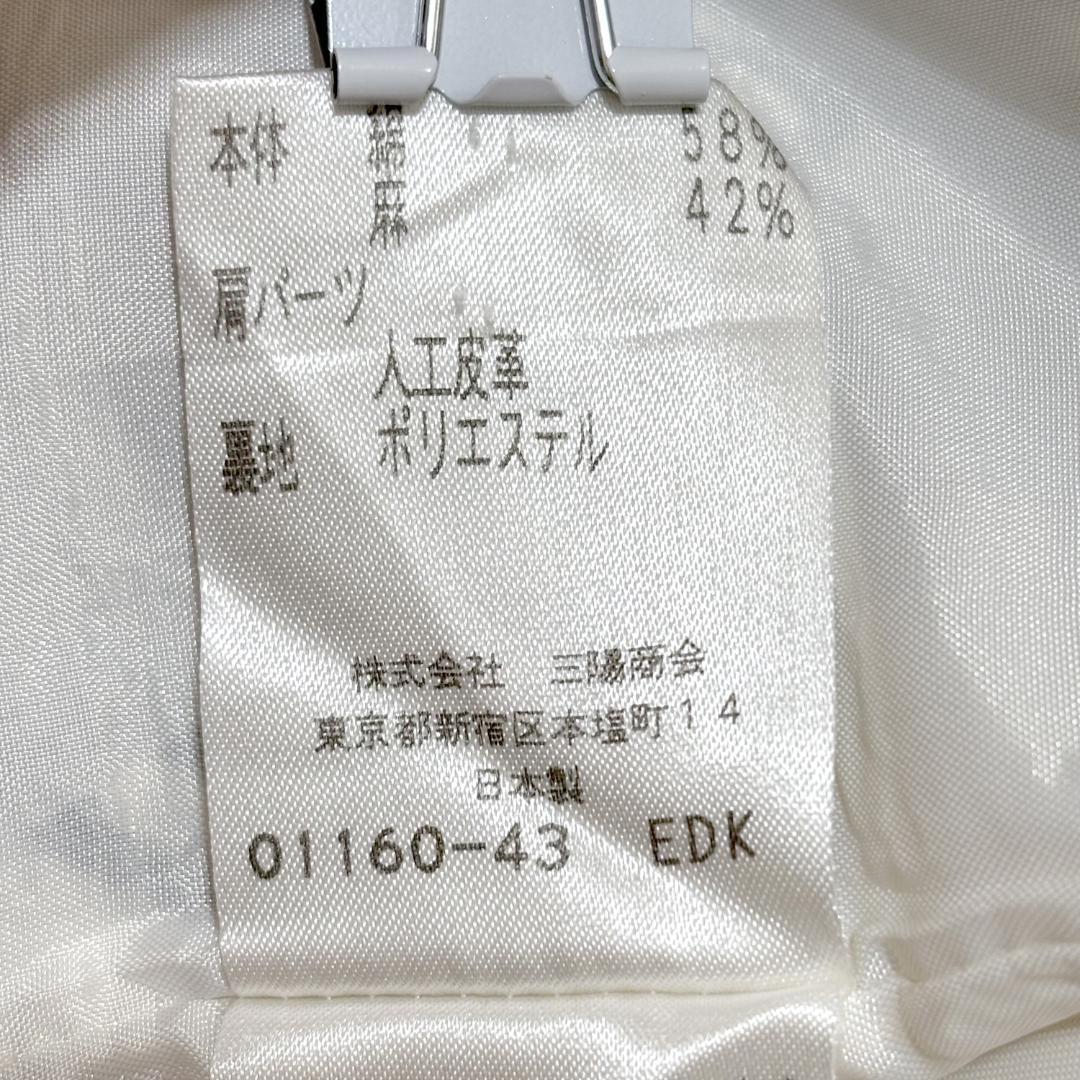 本体 綿 58%
麻 42%
肩パーツ
人工皮革
裏地 ポリエステル
株式会社 三陽商会
東京都新宿区本塩町14
日本製
01160-43 EDK